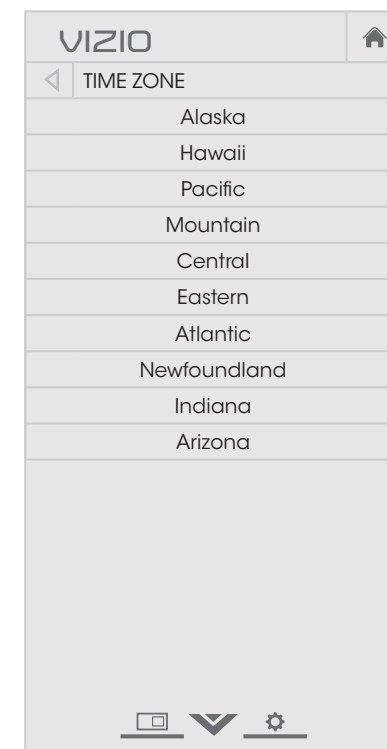 VIZIO
TIME ZONE
Alaska
Hawaii
Pacific
Mountain
Central
Eastern
Atlantic
Newfoundland
Indiana
Arizona